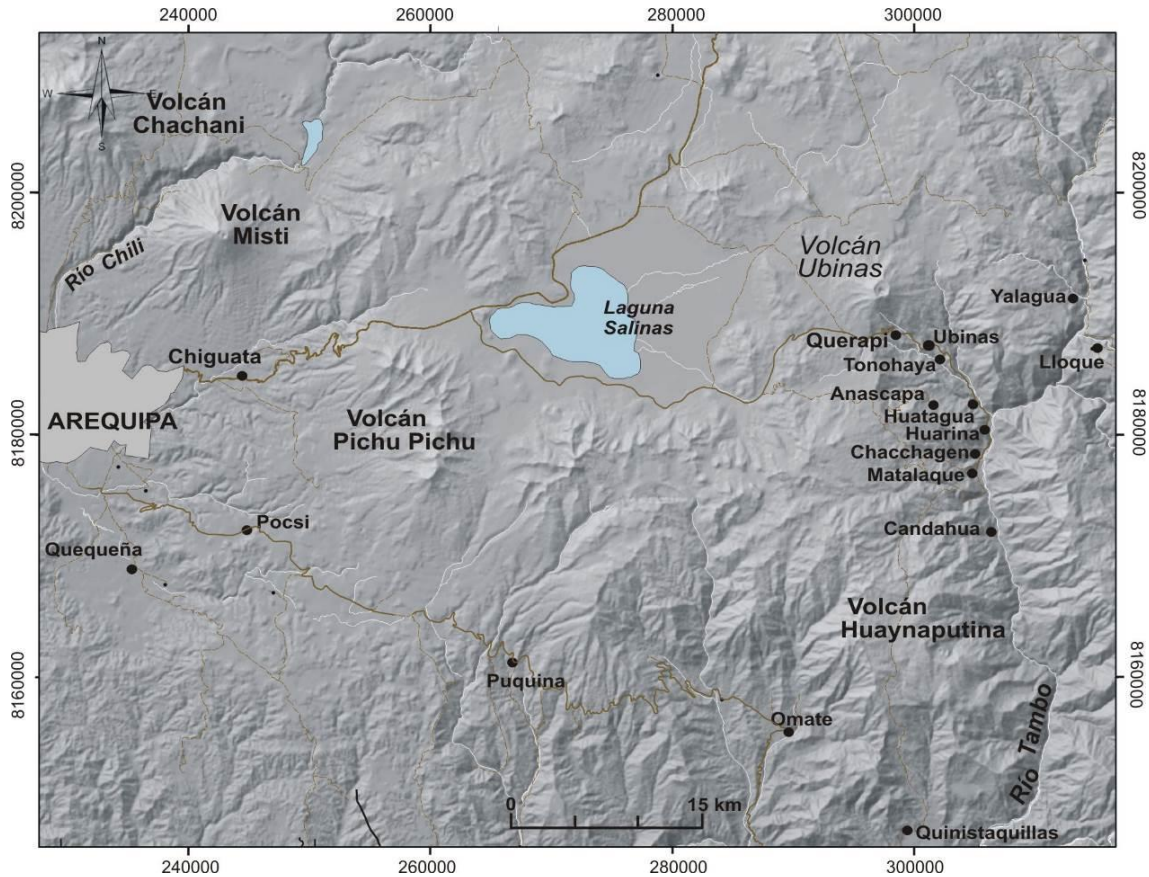 240000 260000 280000 300000
N
W E
S
Volcán
Chachani
8200000
8200000
Volcán
Misti
Río Chili
Volcán
Ubinas
Yalagua
Laguna
Salinas
Querapi
Ubinas
Chiguata
Tonohaya
Lloque
Anascapa
AREQUIPA
Volcán
Pichu Pichu
Huatagua
Huarina
8180000
8180000
Chacchagen
Matalaque
Pocsi
Candahua
Quequeña
Volcán
Huaynaputina
8160000
8160000
Puquina
Omate
Río Tambo
0 15 km
Quinistaquillas
240000 260000 280000 300000